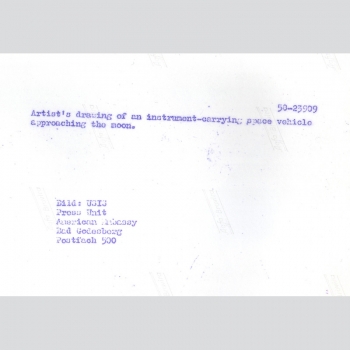 50-23909
Artist's drawing of an instrument-carrying space vehicle
approaching the moon.
Bild: USIS
Press Unit
American Embassy
Bad Godesberg
Postfach 500